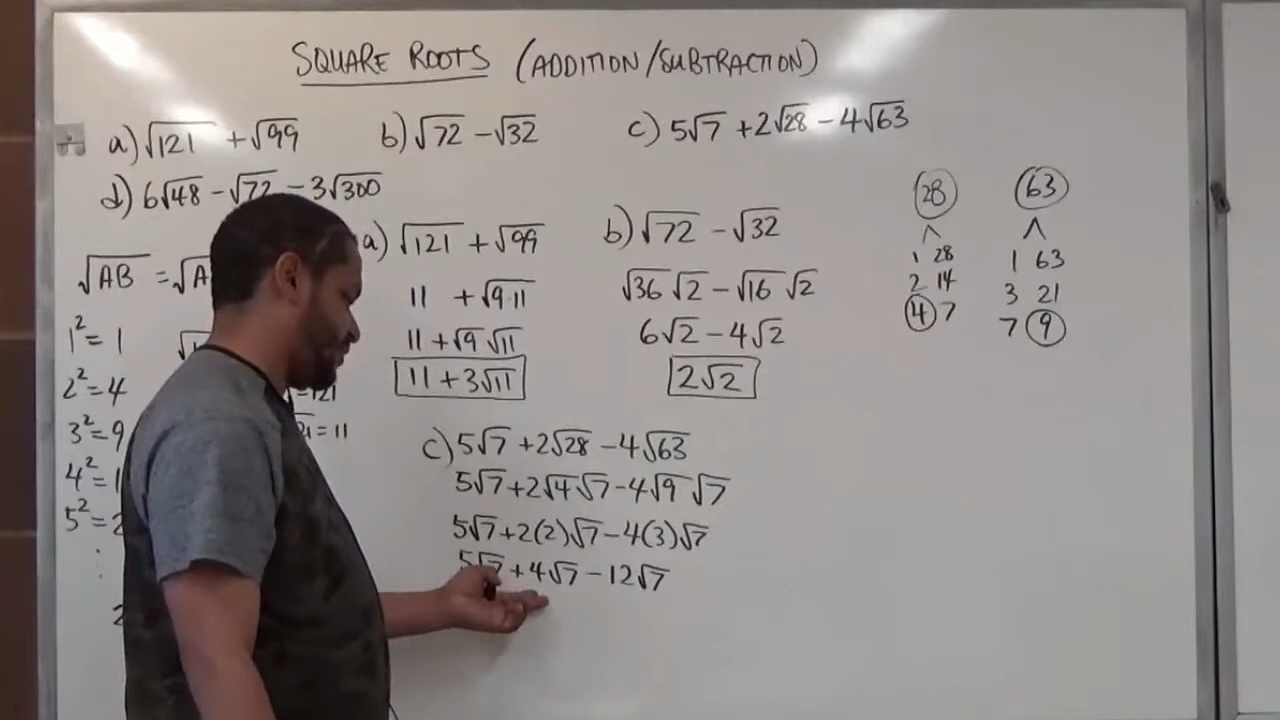 SQUARE ROOTS (ADDITION/SUBTRACTION)
a) √121 + √99 b) √72 - √32 c) 5√7 + 2√28 - 4√63
d) 6√48 - √72 - 3√300
√AB = √A
1² = 1
2² = 4
3² = 9
4² = 1
5² = 2
=121
= 11
a) √121 + √99
11 + √9·11
11 + √9 √11
11 + 3√11
b) √72 - √32
√36 √2 - √16 √2
6√2 - 4√2
2√2
28
1 28
2 14
4 7
63
1 63
3 21
7 9
c) 5√7 + 2√28 - 4√63
5√7 + 2√4 √7 - 4√9 √7
5√7 + 2(2)√7 - 4(3)√7
5√7 + 4√7 - 12√7